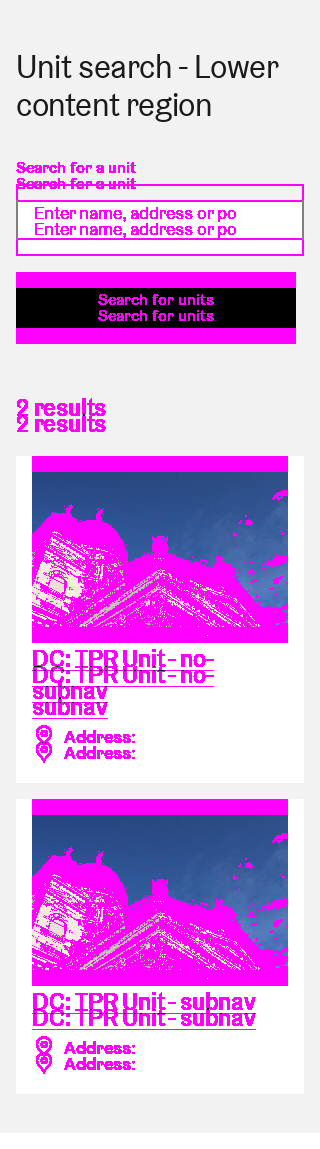 Unit search - Lower
content region
Search for a unit
Search for a unit
Enter name, address or po
Enter name, address or po
Search for units
Search for units
2 results
2 results
DC: TPR Unit - no-
DC: TPR Unit - no-
subnav
subnav
Address:
Address:
DC: TPR Unit - subnav
DC: TPR Unit - subnav
Address:
Address: